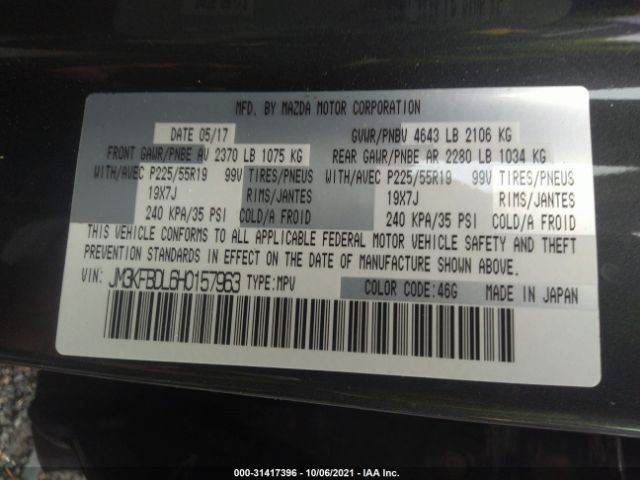 MFD. BY MAZDA MOTOR CORPORATION
DATE 05/17 GVWR/PNBV 4643 LB 2106 KG
FRONT GAWR/PNBE AV 2370 LB 1075 KG REAR GAWR/PNBE AR 2280 LB 1034 KG
WITH/AVEC P225/55R19 99V TIRES/PNEUS WITH/AVEC P225/55R19 99V TIRES/PNEUS
19X7J RIMS/JANTES 19X7J RIMS/JANTES
240 KPA/35 PSI COLD/A FROID 240 KPA/35 PSI COLD/A FROID
THIS VEHICLE CONFORMS TO ALL APPLICABLE FEDERAL MOTOR VEHICLE SAFETY AND THEFT
PREVENTION STANDARDS IN EFFECT ON THE DATE OF MANUFACTURE SHOWN ABOVE.
VIN: JM3KFBDL6H0157963 TYPE:MPV COLOR CODE:46G MADE IN JAPAN
000-31417396 - 10/06/2021 - IAA Inc.